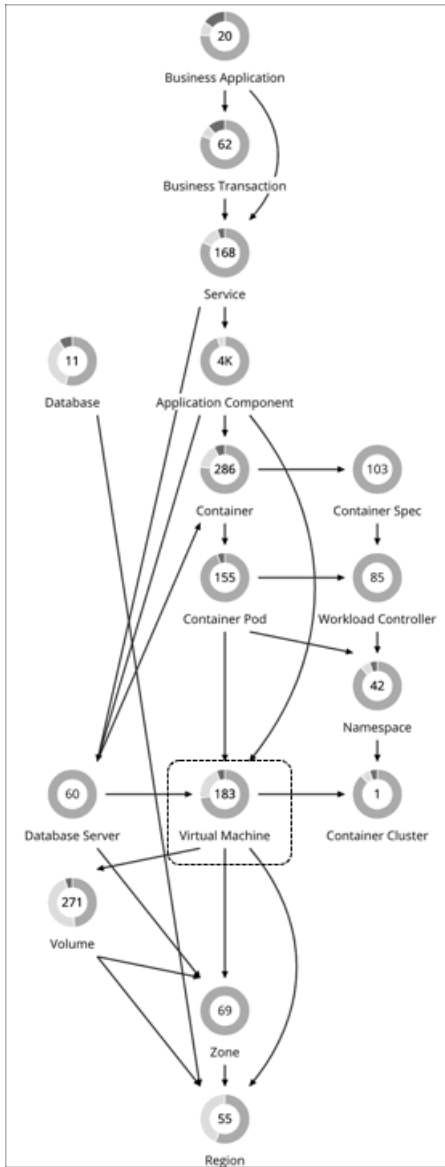 20
Business Application
62
Business Transaction
168
Service
11
Database
4K
Application Component
286
Container
103
Container Spec
155
Container Pod
85
Workload Controller
42
Namespace
60
Database Server
183
Virtual Machine
1
Container Cluster
271
Volume
69
Zone
55
Region